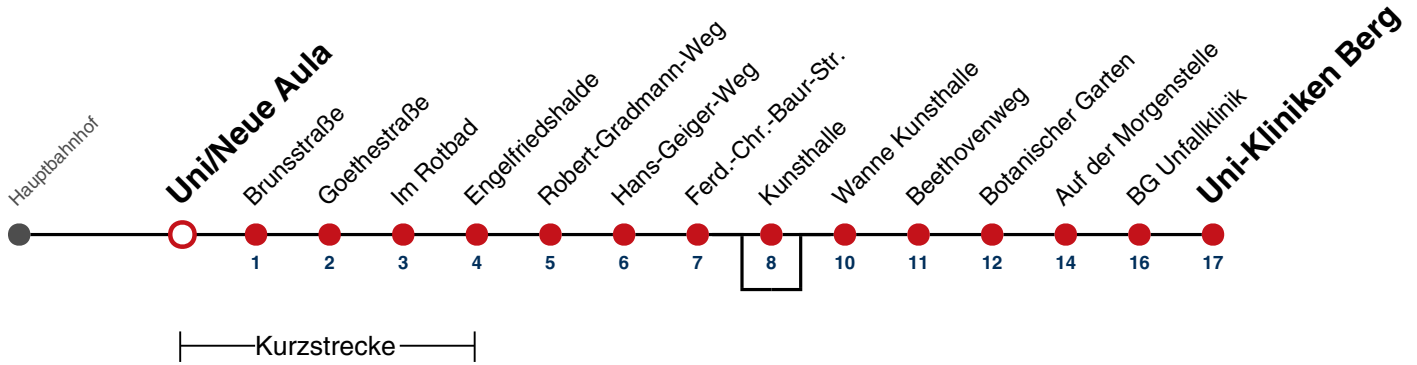 Hauptbahnhof
Uni/Neue Aula
Brunsstraße
Goethestraße
Im Rotbad
Engelfriedshalde
Robert-Gradmann-Weg
Hans-Geiger-Weg
Ferd.-Chr.-Baur-Str.
Kunsthalle
Wanne Kunsthalle
Beethovenweg
Botanischer Garten
Auf der Morgenstelle
BG Unfallklinik
Uni-Kliniken Berg
1 2 3 4 5 6 7 8 10 11 12 14 16 17
Kurzstrecke